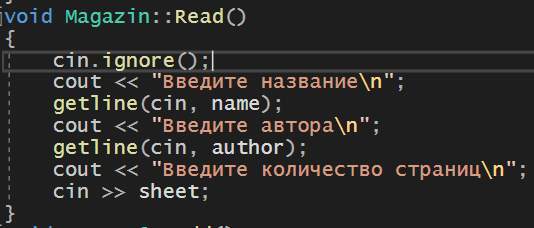 void Magazin::Read()
{
cin.ignore();
cout << "Введите название\n";
getline(cin, name);
cout << "Введите автора\n";
getline(cin, author);
cout << "Введите количество страниц\n";
cin >> sheet;
}